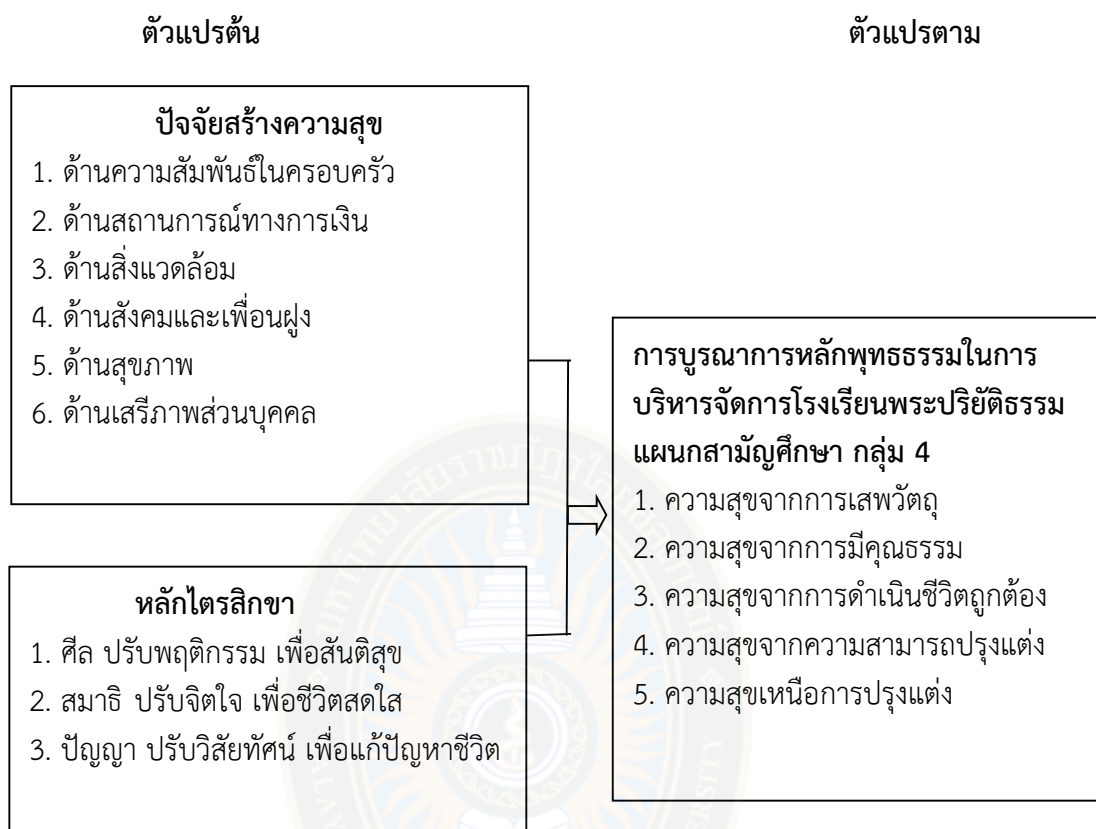 ตัวแปรต้น
ตัวแปรตาม
ปัจจัยสร้างความสุข
1. ด้านความสัมพันธ์ในครอบครัว
2. ด้านสถานการณ์ทางการเงิน
3. ด้านสิ่งแวดล้อม
4. ด้านสังคมและเพื่อนฝูง
5. ด้านสุขภาพ
6. ด้านเสรีภาพส่วนบุคคล
หลักไตรสิกขา
1. ศีล ปรับพฤติกรรม เพื่อสันติสุข
2. สมาธิ ปรับจิตใจ เพื่อชีวิตสดใส
3. ปัญญา ปรับวิสัยทัศน์ เพื่อแก้ปัญหาชีวิต
การบูรณาการหลักพุทธธรรมในการ
บริหารจัดการโรงเรียนพระปริยัติธรรม
แผนกสามัญศึกษา กลุ่ม 4
1. ความสุขจากการเสพวัตถุ
2. ความสุขจากการมีคุณธรรม
3. ความสุขจากการดำเนินชีวิตถูกต้อง
4. ความสุขจากความสามารถปรุงแต่ง
5. ความสุขเหนือการปรุงแต่ง